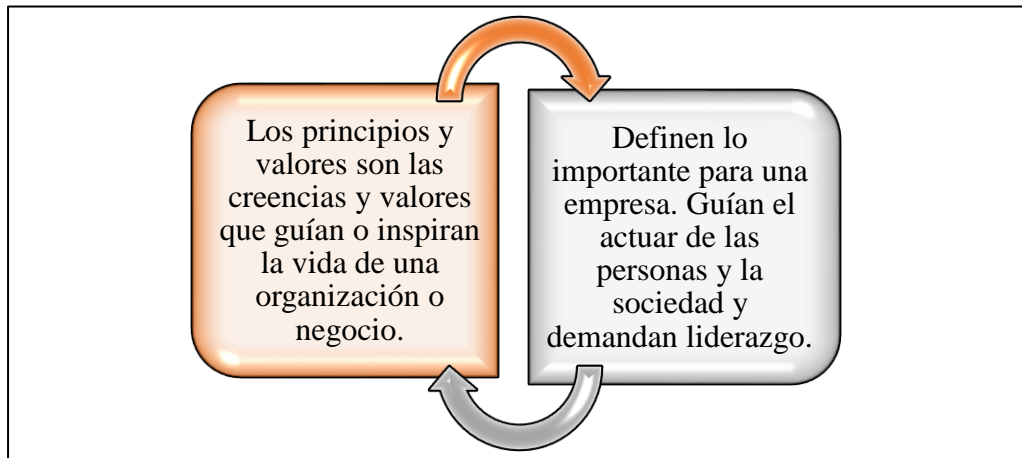 Los principios y
valores son las
creencias y valores
que guían o inspiran
la vida de una
organización o
negocio.
Definen lo
importante para una
empresa. Guían el
actuar de las
personas y la
sociedad y
demandan liderazgo.